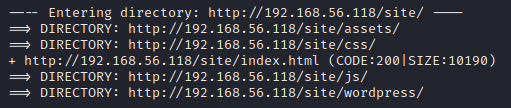 ---- Entering directory: http://192.168.56.118/site/ ----
==> DIRECTORY: http://192.168.56.118/site/assets/
==> DIRECTORY: http://192.168.56.118/site/css/
+ http://192.168.56.118/site/index.html (CODE:200|SIZE:10190)
==> DIRECTORY: http://192.168.56.118/site/js/
==> DIRECTORY: http://192.168.56.118/site/wordpress/